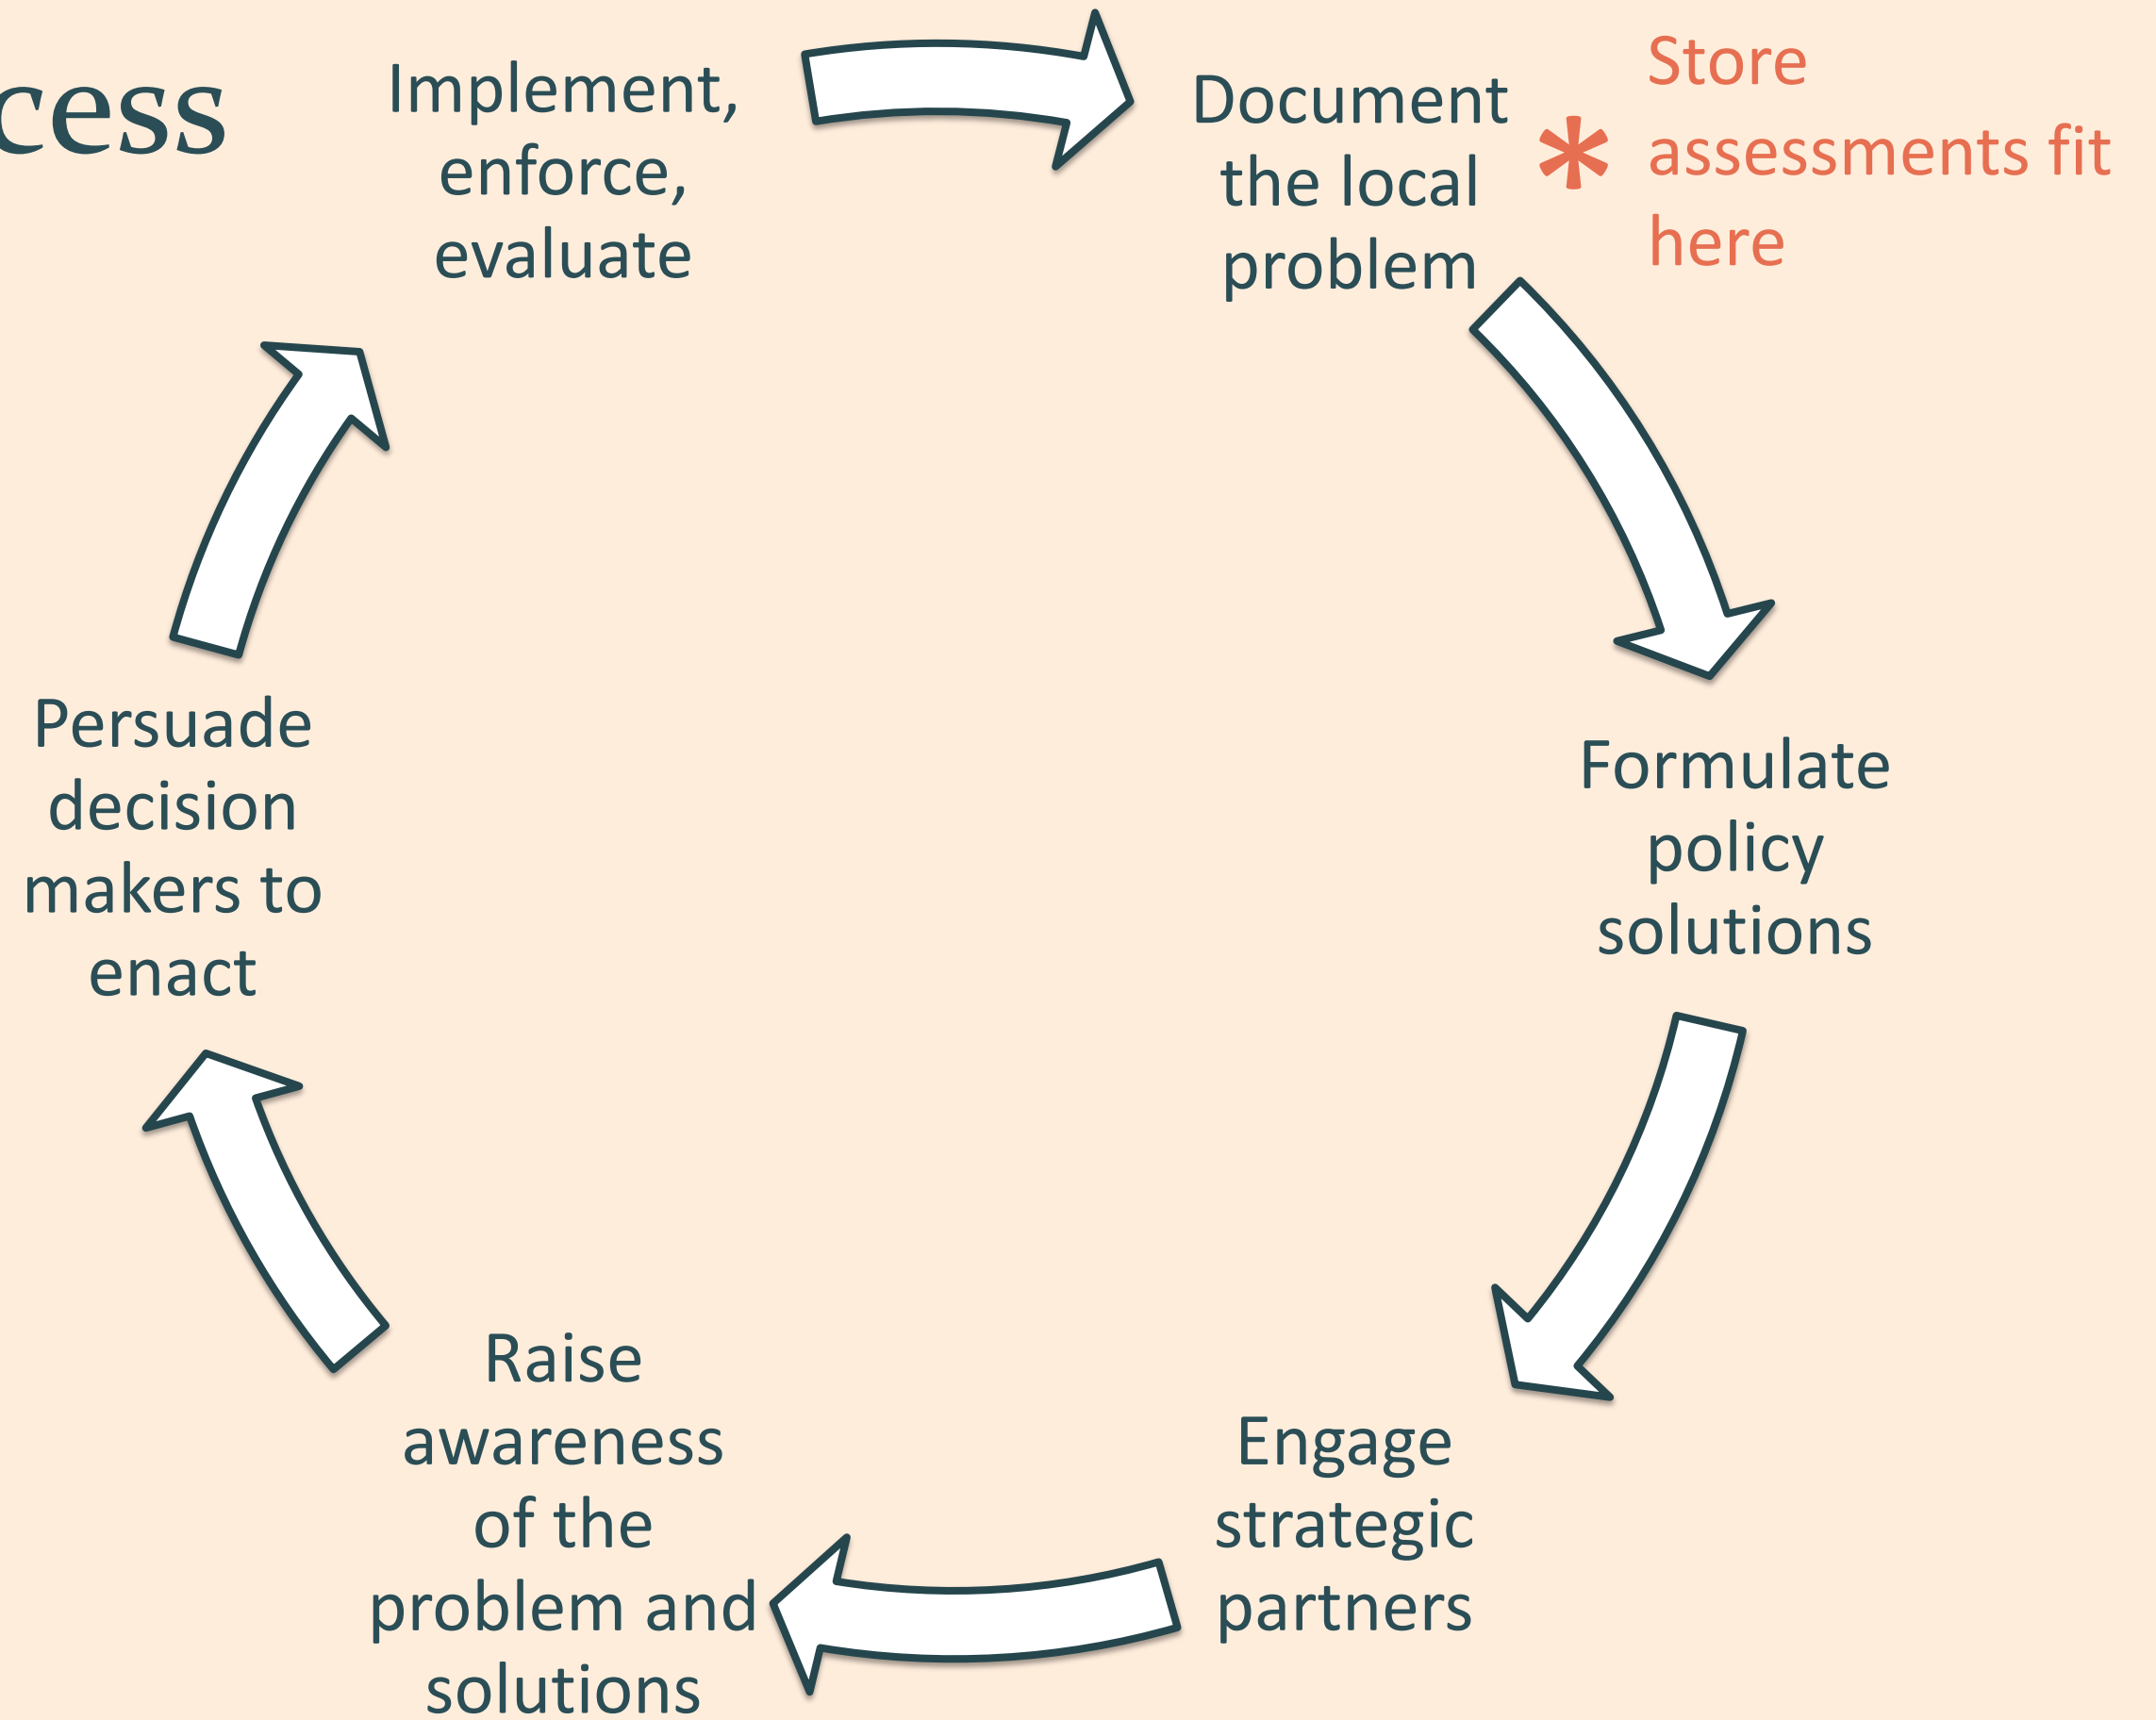 cess
Implement,
enforce,
evaluate
Document
the local
problem
*
Store
assessments fit
here
Formulate
policy
solutions
Engage
strategic
partners
Raise
awareness
of the
problem and
solutions
Persuade
decision
makers to
enact